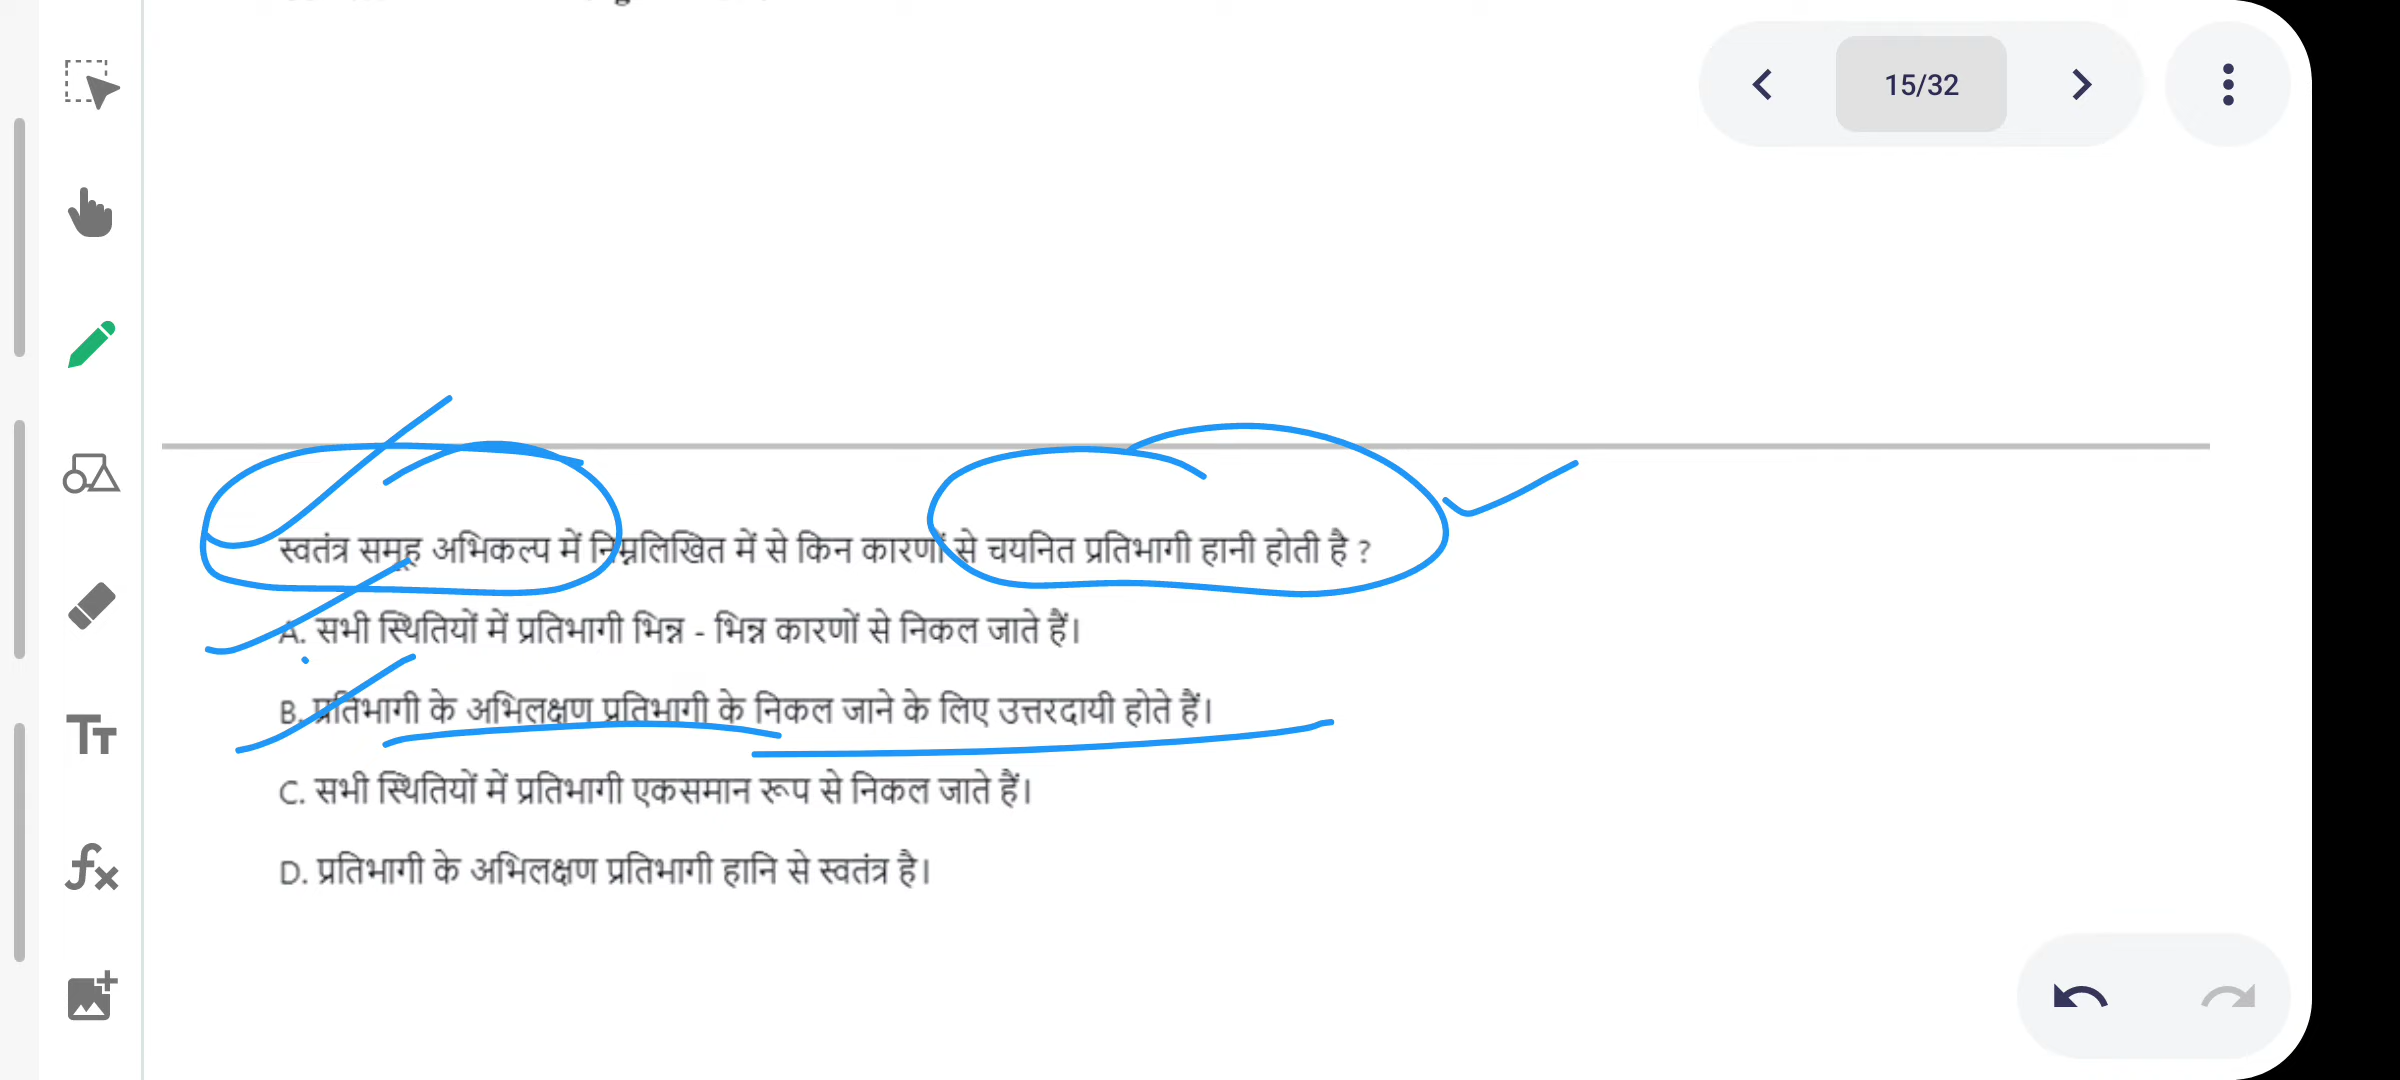 15/32
स्वतंत्र समूह अभिकल्प में निम्नलिखित में से किन कारणों से चयनित प्रतिभागी हानी होती है ?
A. सभी स्थितियों में प्रतिभागी भिन्न - भिन्न कारणों से निकल जाते हैं।
B. प्रतिभागी के अभिलक्षण प्रतिभागी के निकल जाने के लिए उत्तरदायी होते हैं।
C. सभी स्थितियों में प्रतिभागी एकसमान रूप से निकल जाते हैं।
D. प्रतिभागी के अभिलक्षण प्रतिभागी हानि से स्वतंत्र है।